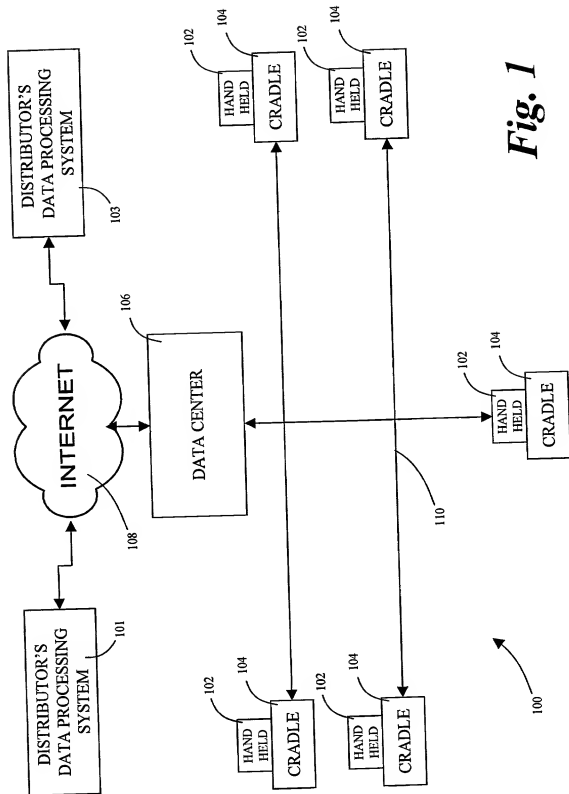 DISTRIBUTOR'S
DATA PROCESSING
SYSTEM
101
INTERNET
108
DISTRIBUTOR'S
DATA PROCESSING
SYSTEM
103
106
DATA CENTER
102
HAND
HELD
104
CRADLE
102
HAND
HELD
104
CRADLE
102
HAND
HELD
104
CRADLE
102
HAND
HELD
104
CRADLE
110
102
HAND
HELD
104
CRADLE
100
Fig. 1